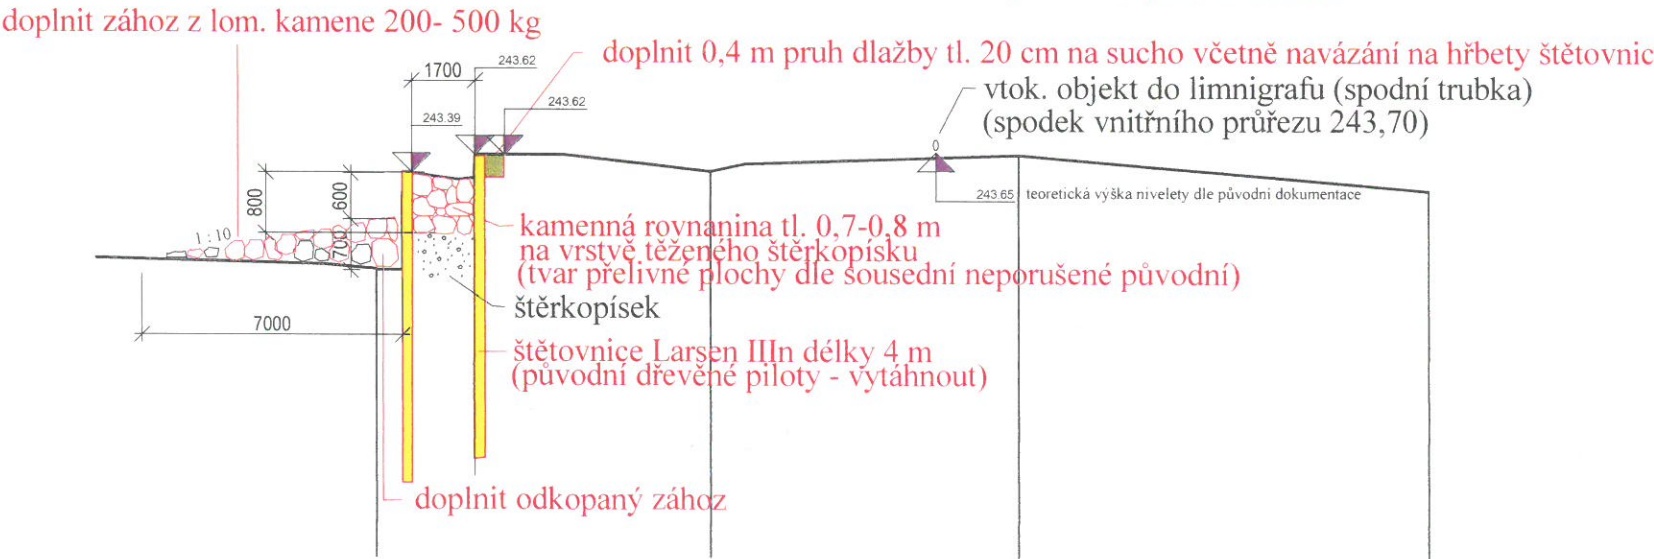 doplnit zához z lom. kamene 200- 500 kg
doplnit 0,4 m pruh dlažby tl. 20 cm na sucho včetně navázání na hřbety štětovnic
1700
243.62
243.62
243.39
vtok. objekt do limnigrafu (spodní trubka)
(spodek vnitřního průřezu 243,70)
0
243.65
teoretická výška nivelety dle původni dokumentace
800
600
700
1 : 10
kamenná rovnanina tl. 0,7-0,8 m
na vrstvě těženého štěrkopísku
(tvar přelivné plochy dle sousední neporušené původní)
štěrkopísek
7000
štětovnice Larsen IIIn délky 4 m
(původní dřevěné piloty - vytáhnout)
doplnit odkopaný zához